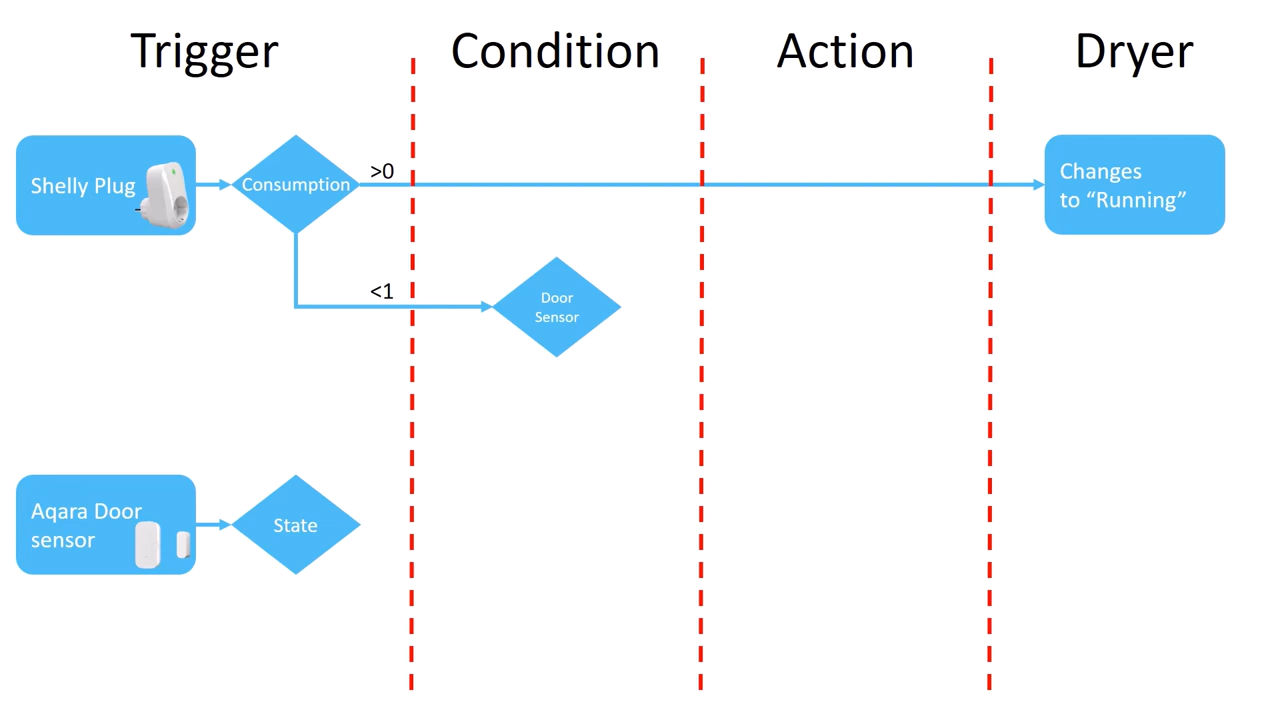 Trigger
Condition
Action
Dryer
Shelly Plug
Consumption
>0
Changes
to “Running”
<1
Door
Sensor
Aqara Door
sensor
State